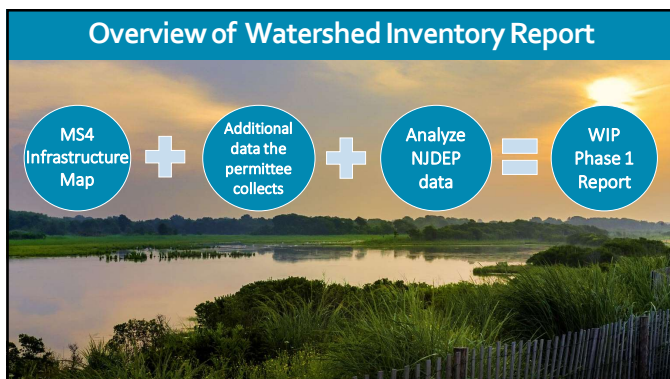 Overview of Watershed Inventory Report
MS4
Infrastructure
Map
+
Additional
data the
permittee
collects
+
Analyze
NJDEP
data
=
WIP
Phase 1
Report